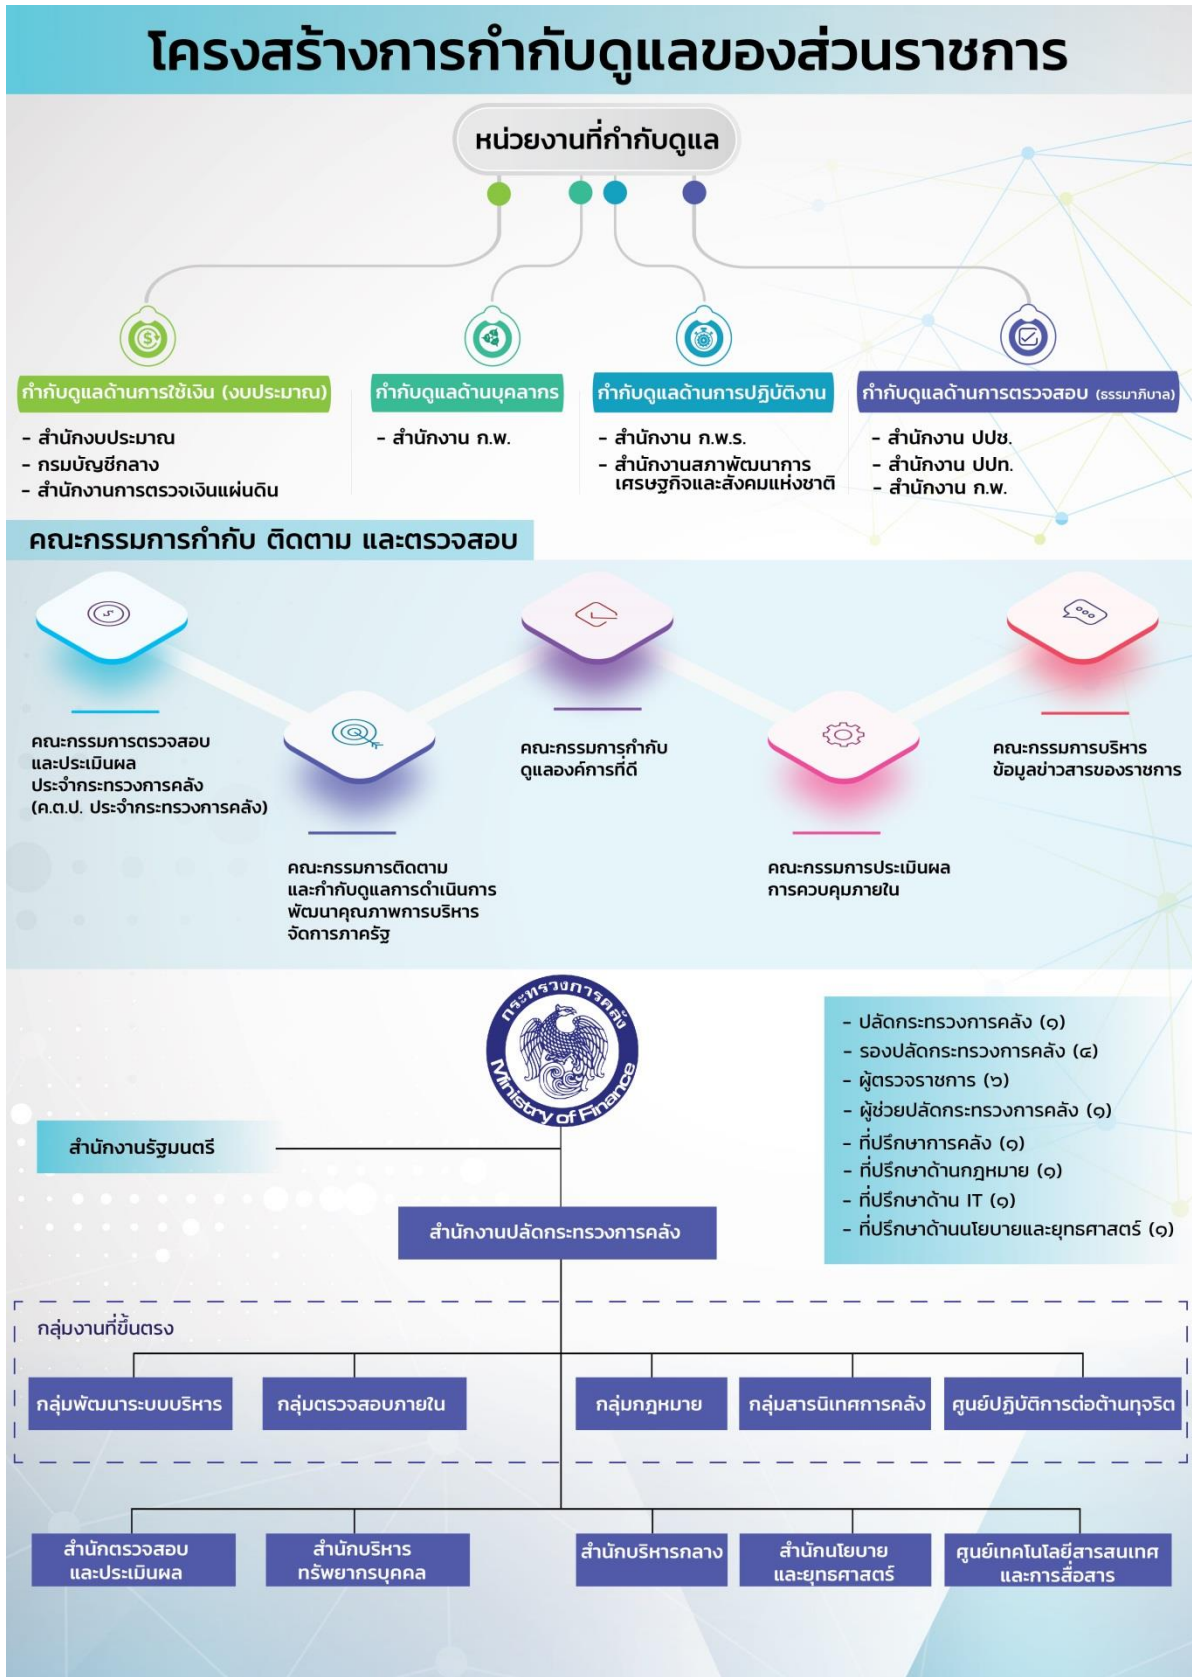 โครงสร้างการกำกับดูแลของส่วนราชการ
หน่วยงานที่กำกับดูแล
กำกับดูแลด้านการใช้เงิน (งบประมาณ)
- สำนักงบประมาณ
- กรมบัญชีกลาง
- สำนักงานการตรวจเงินแผ่นดิน
กำกับดูแลด้านบุคลากร
- สำนักงาน ก.พ.
กำกับดูแลด้านการปฏิบัติงาน
- สำนักงาน ก.พ.ร.
- สำนักงานสภาพัฒนาการ
เศรษฐกิจและสังคมแห่งชาติ
กำกับดูแลด้านการตรวจสอบ (ธรรมาภิบาล)
- สำนักงาน ปปช.
- สำนักงาน ปปท.
- สำนักงาน ก.พ.
คณะกรรมการกำกับ ติดตาม และตรวจสอบ
คณะกรรมการตรวจสอบ
และประเมินผล
ประจำกระทรวงการคลัง
(ค.ต.ป. ประจำกระทรวงการคลัง)
คณะกรรมการติดตาม
และกำกับดูแลการดำเนินการ
พัฒนาคุณภาพการบริหาร
จัดการภาครัฐ
คณะกรรมการกำกับ
ดูแลองค์การที่ดี
คณะกรรมการประเมินผล
การควบคุมภายใน
คณะกรรมการบริหาร
ข้อมูลข่าวสารของราชการ
กระทรวงการคลัง
Ministry of Finance
- ปลัดกระทรวงการคลัง (๑)
- รองปลัดกระทรวงการคลัง (๔)
- ผู้ตรวจราชการ (๖)
- ผู้ช่วยปลัดกระทรวงการคลัง (๑)
- ที่ปรึกษาการคลัง (๑)
- ที่ปรึกษาด้านกฎหมาย (๑)
- ที่ปรึกษาด้าน IT (๑)
- ที่ปรึกษาด้านนโยบายและยุทธศาสตร์ (๑)
สำนักงานรัฐมนตรี
สำนักงานปลัดกระทรวงการคลัง
กลุ่มงานที่ขึ้นตรง
กลุ่มพัฒนาระบบบริหาร
กลุ่มตรวจสอบภายใน
กลุ่มกฎหมาย
กลุ่มสารนิเทศการคลัง
ศูนย์ปฏิบัติการต่อต้านทุจริต
สำนักตรวจสอบ
และประเมินผล
สำนักบริหาร
ทรัพยากรบุคคล
สำนักบริหารกลาง
สำนักนโยบาย
และยุทธศาสตร์
ศูนย์เทคโนโลยีสารสนเทศ
และการสื่อสาร